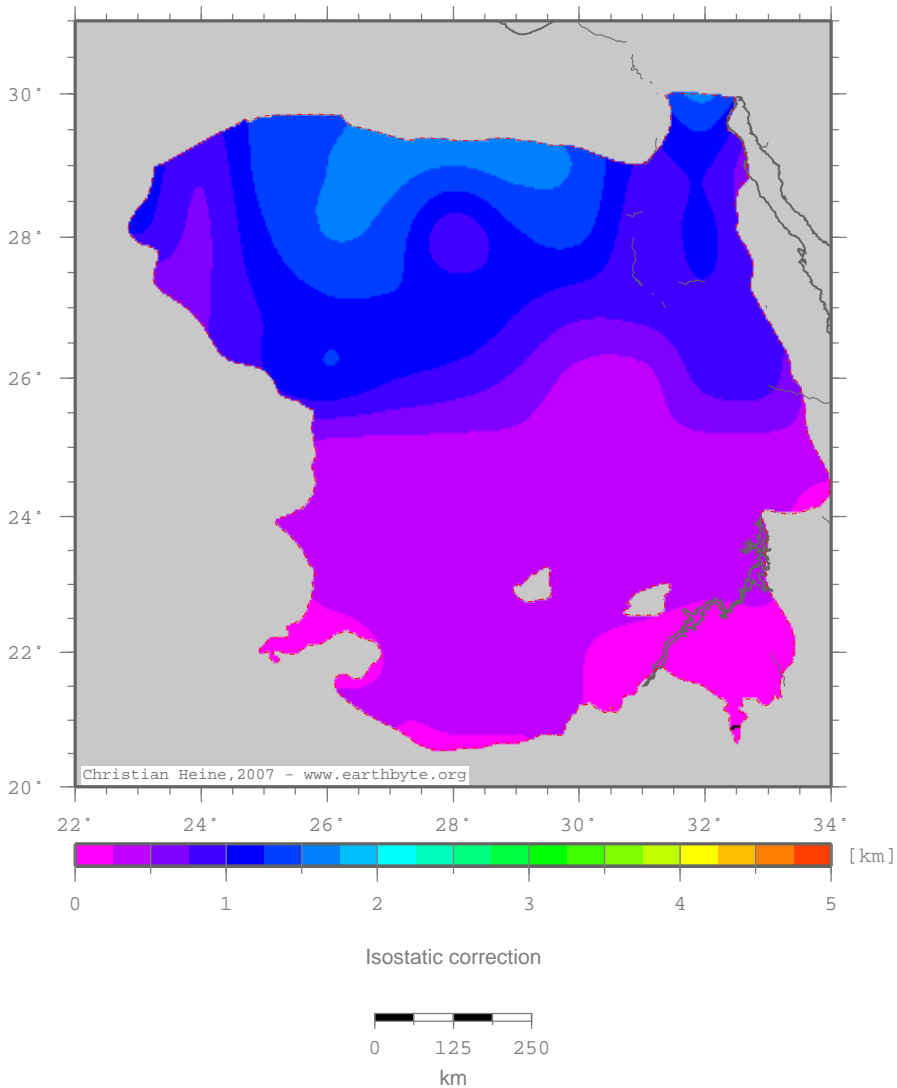 30°
28°
26°
24°
22°
20°
Christian Heine,2007 - www.earthbyte.org
22° 24° 26° 28° 30° 32° 34°
[km]
0 1 2 3 4 5
Isostatic correction
0 125 250
km